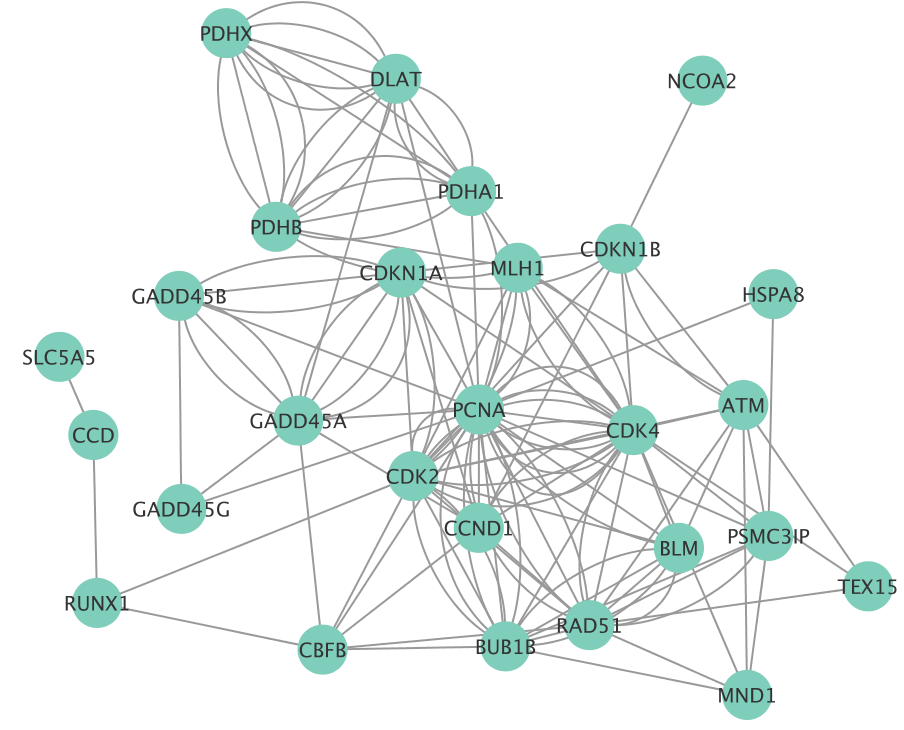 PDHX
DLAT
NCOA2
PDHA1
PDHB
CDKN1B
CDKN1A
MLH1
GADD45B
HSPA8
SLC5A5
ATM
PCNA
GADD45A
CDK4
CCD
CDK2
GADD45G
CCND1
PSMC3IP
BLM
TEX15
RUNX1
RAD51
BUB1B
CBFB
MND1